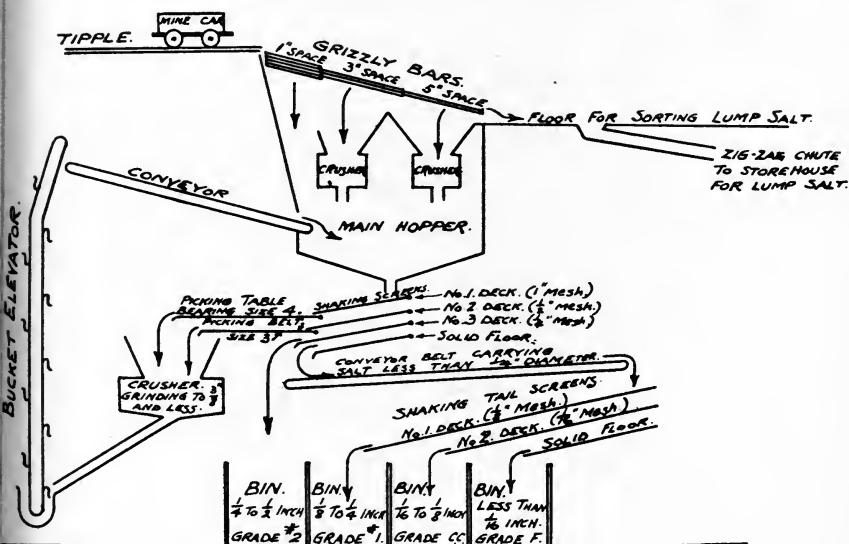 MINE CAR
TIPPLE.
GRIZZLY BARS.
1" SPACE 3" SPACE 5" SPACE
FLOOR FOR SORTING LUMP SALT.
ZIG-ZAG CHUTE
TO STOREHOUSE
FOR LUMP SALT.
CRUSHER
CRUSHER
CONVEYOR
MAIN HOPPER.
BUCKET ELEVATOR.
PICKING TABLE
BEARING SIZE 4.
SHAKING SCREENS.
No. 1. DECK. (1" MESH.)
No 2 DECK. (1/2" MESH.)
No. 3 DECK. (1/4" MESH)
SOLID FLOOR.
PICKING BELT,
SIZE 3
CONVEYOR BELT CARRYING
SALT LESS THAN 1/4" DIAMETER.
CRUSHER.
GRINDING TO 3/8"
AND LESS.
SHAKING TAIL SCREENS.
No. 1. DECK. (1/8" MESH.)
No 2. DECK. (1/16" MESH)
SOLID FLOOR.
BIN.
1/4 TO 1/2 INCH
GRADE #2
BIN.
1/8 TO 1/4 INCH
GRADE #1.
BIN.
1/16 TO 1/8 INCH
GRADE CC.
BIN.
LESS THAN
1/16 INCH.
GRADE F.